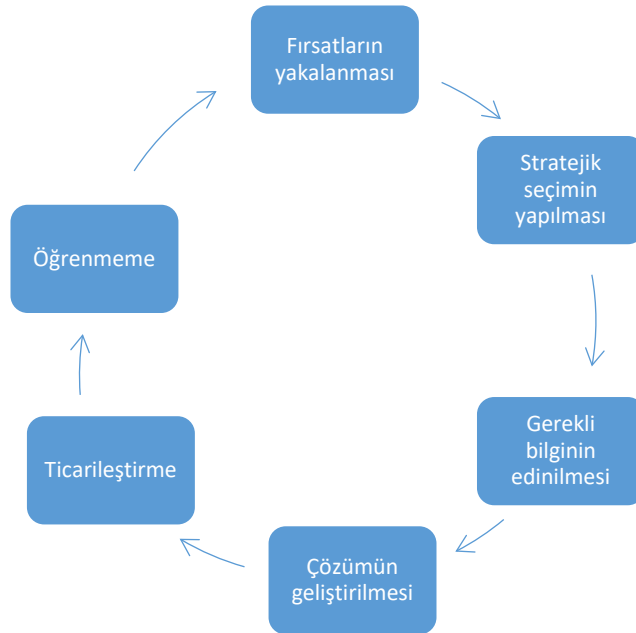 Fırsatların
yakalanması
Stratejik
seçimin
yapılması
Gerekli
bilginin
edinilmesi
Çözümün
geliştirilmesi
Ticarileştirme
Öğrenmeme